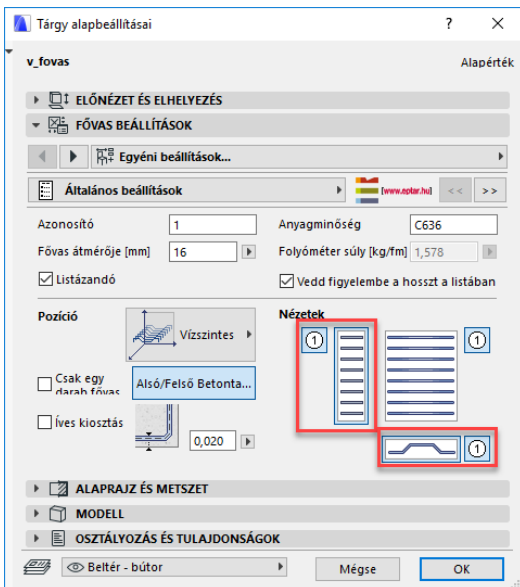 Tárgy alapbeállításai ? ×
v_fovas Alapérték
ELŐNÉZET ÉS ELHELYEZÉS
FŐVAS BEÁLLÍTÁSOK
Egyéni beállítások...
Általános beállítások [www.eptar.hu] << >>
Azonosító 1 Anyagminőség C636
Fővas átmérője [mm] 16 Folyóméter súly [kg/fm] 1,578
Listázandó Vedd figyelembe a hosszt a listában
Pozíció Nézetek
Vízszintes 1 1
Csak egy
darab fővas Alsó/Felső Betonta...
Íves kiosztás
0,020 1
ALAPRAJZ ÉS METSZET
MODELL
OSZTÁLYOZÁS ÉS TULAJDONSÁGOK
Beltér - bútor Mégse OK